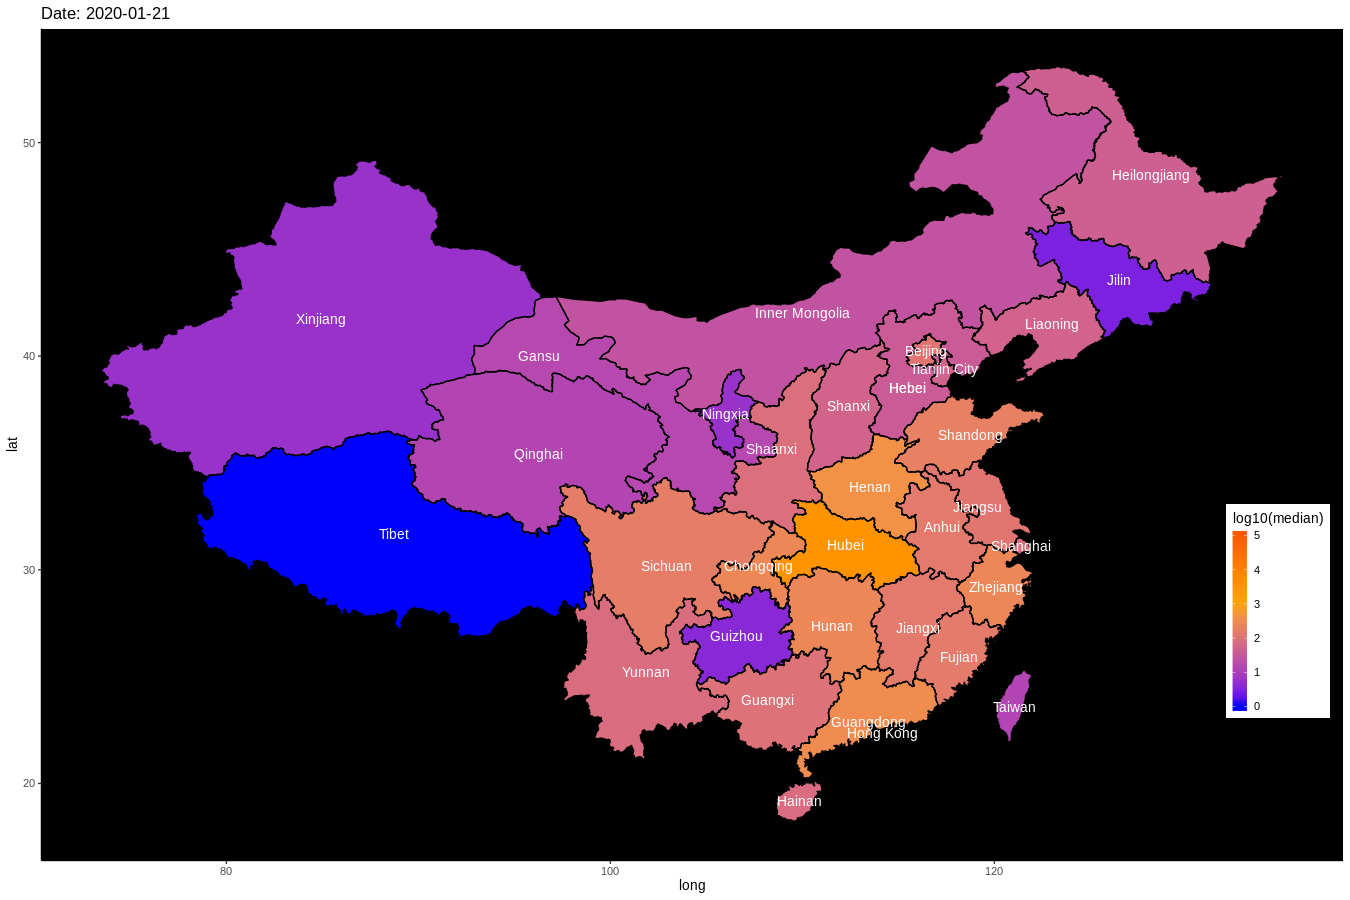 Date: 2020-01-21
50
40
30
20
lat
Heilongjiang
Jilin
Xinjiang
Inner Mongolia
Liaoning
Gansu
Beijing
Tianjin City
Hebei
Ningxia
Shanxi
Shaanxi
Shandong
Qinghai
Henan
Jiangsu
Anhui
Tibet
Hubei
Shanghai
Sichuan
Chongqing
Zhejiang
Hunan
Jiangxi
Guizhou
Fujian
Yunnan
Guangxi
Taiwan
Guangdong
Hong Kong
Hainan
log10(median)
5
4
3
2
1
0
80
100
120
long